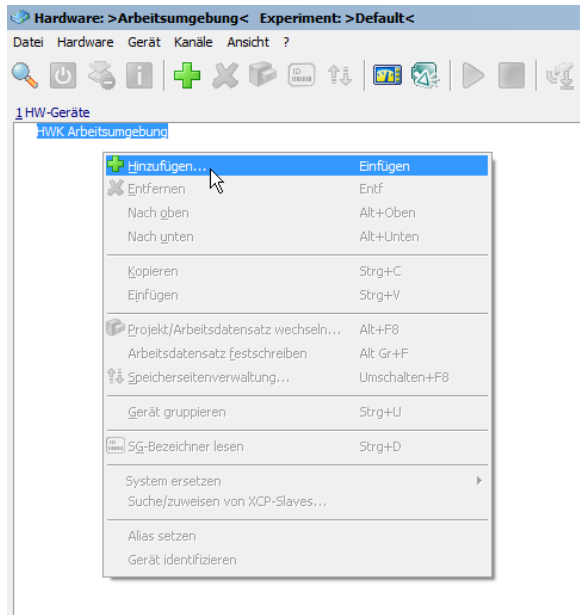 Hardware: >Arbeitsumgebung< Experiment: >Default<
Datei Hardware Gerät Kanäle Ansicht ?
1 HW-Geräte
HWK Arbeitsumgebung
Hinzufügen... Einfügen
Entfernen Entf
Nach oben Alt+Oben
Nach unten Alt+Unten
Kopieren Strg+C
Einfügen Strg+V
Projekt/Arbeitsdatensatz wechseln... Alt+F8
Arbeitsdatensatz festschreiben Alt Gr+F
Speicherseitenverwaltung... Umschalten+F8
Gerät gruppieren Strg+U
SG-Bezeichner lesen Strg+D
System ersetzen
Suche/zuweisen von XCP-Slaves...
Alias setzen
Gerät identifizieren